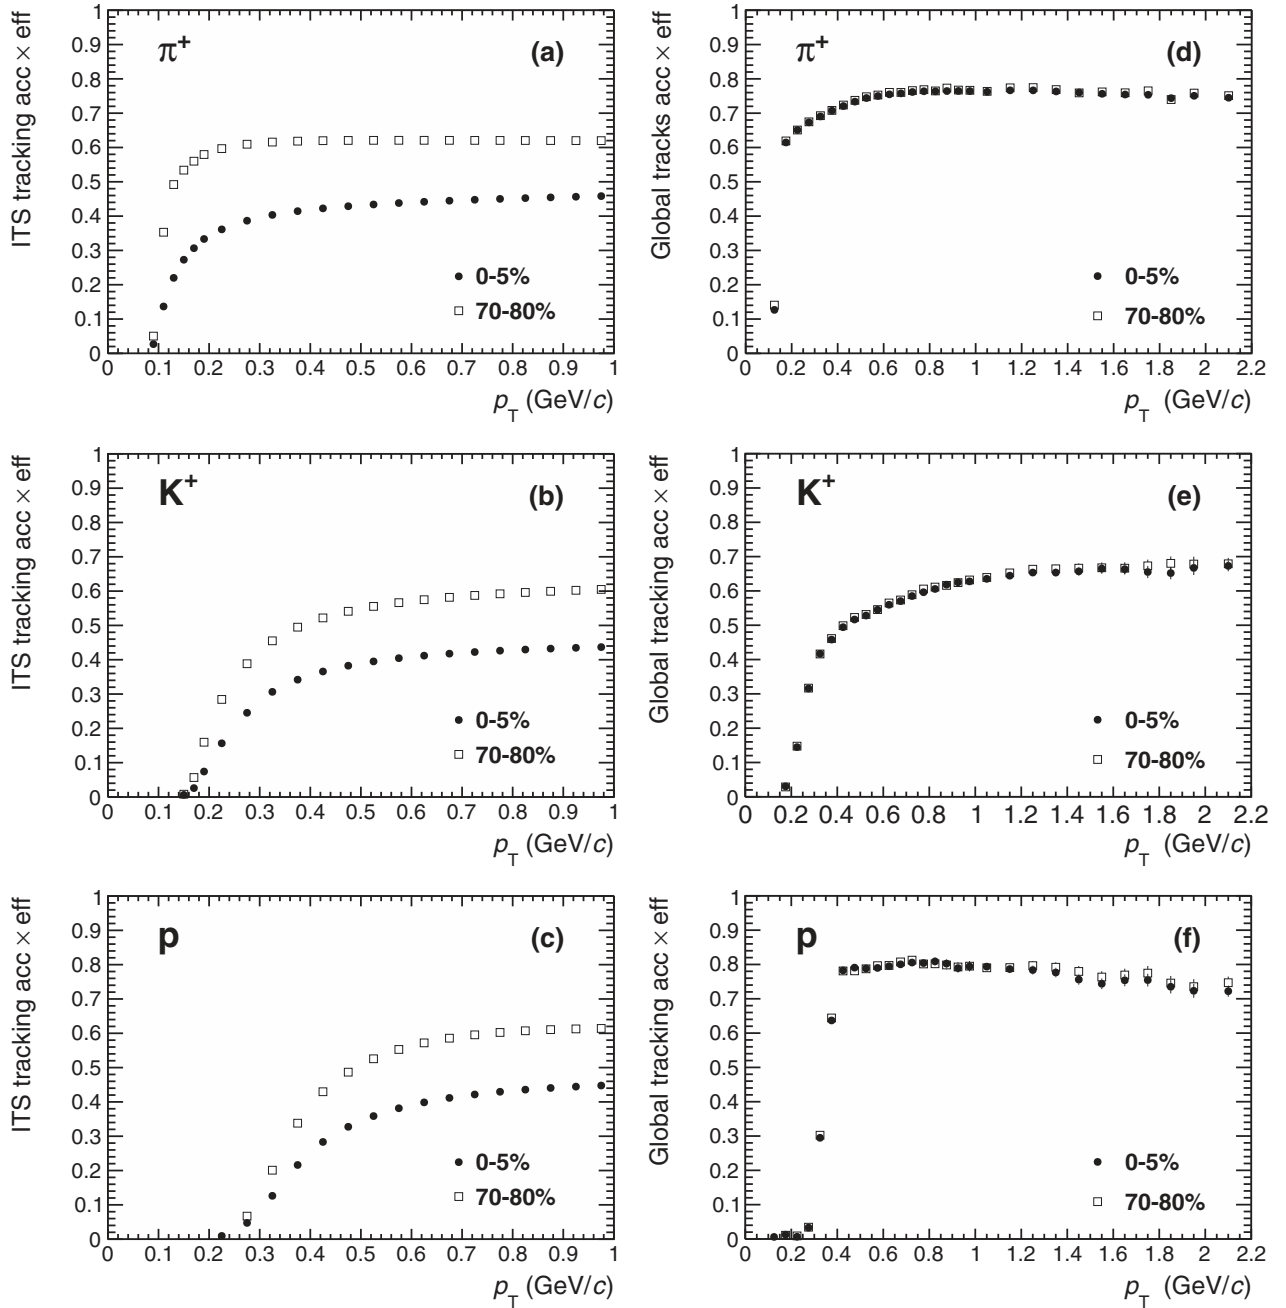 ITS tracking acc × eff
1
0.9
0.8
0.7
0.6
0.5
0.4
0.3
0.2
0.1
0
π+
(a)
0-5%
70-80%
0 0.1 0.2 0.3 0.4 0.5 0.6 0.7 0.8 0.9 1
pT (GeV/c)
Global tracks acc × eff
1
0.9
0.8
0.7
0.6
0.5
0.4
0.3
0.2
0.1
0
π+
(d)
0-5%
70-80%
0 0.2 0.4 0.6 0.8 1 1.2 1.4 1.6 1.8 2 2.2
pT (GeV/c)
ITS tracking acc × eff
1
0.9
0.8
0.7
0.6
0.5
0.4
0.3
0.2
0.1
0
K+
(b)
0-5%
70-80%
0 0.1 0.2 0.3 0.4 0.5 0.6 0.7 0.8 0.9 1
pT (GeV/c)
Global tracking acc × eff
1
0.9
0.8
0.7
0.6
0.5
0.4
0.3
0.2
0.1
0
K+
(e)
0-5%
70-80%
0 0.2 0.4 0.6 0.8 1 1.2 1.4 1.6 1.8 2 2.2
pT (GeV/c)
ITS tracking acc × eff
1
0.9
0.8
0.7
0.6
0.5
0.4
0.3
0.2
0.1
0
p
(c)
0-5%
70-80%
0 0.1 0.2 0.3 0.4 0.5 0.6 0.7 0.8 0.9 1
pT (GeV/c)
Global tracking acc × eff
1
0.9
0.8
0.7
0.6
0.5
0.4
0.3
0.2
0.1
0
p
(f)
0-5%
70-80%
0 0.2 0.4 0.6 0.8 1 1.2 1.4 1.6 1.8 2 2.2
pT (GeV/c)